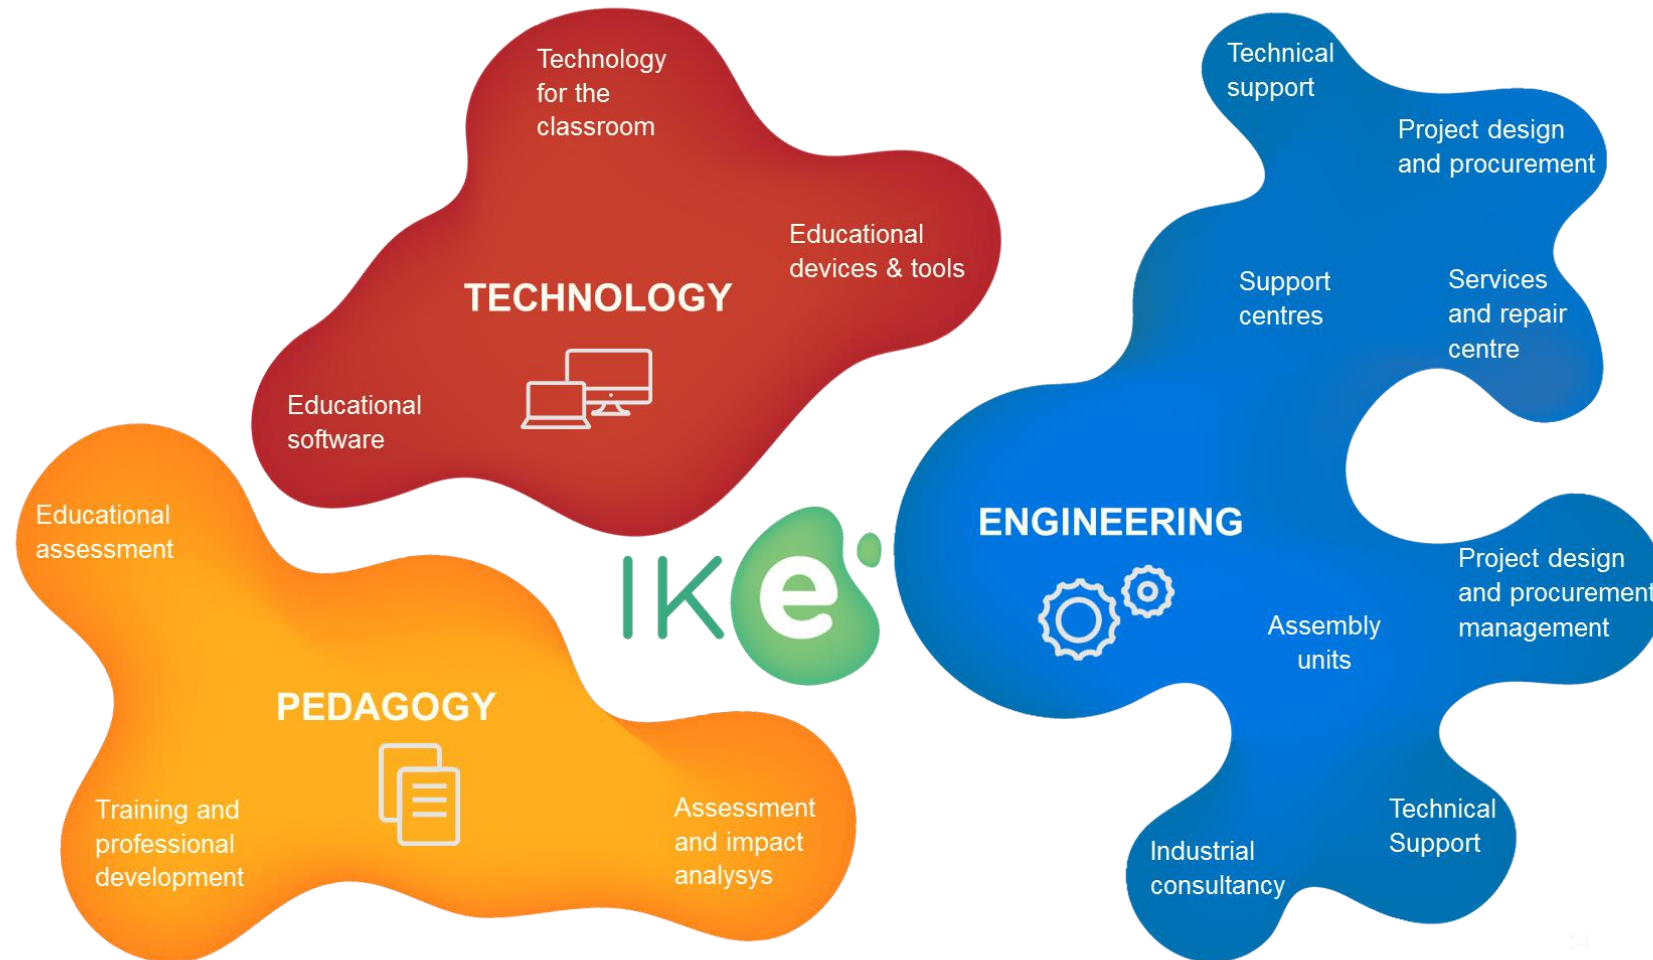 Technology
for the
classroom
Educational
devices & tools
TECHNOLOGY
Educational
software
Educational
assessment
PEDAGOGY
Training and
professional
development
Assessment
and impact
analysys
IKe
Technical
support
Project design
and procurement
Support
centres
Services
and repair
centre
ENGINEERING
Project design
and procurement
management
Assembly
units
Technical
Support
Industrial
consultancy